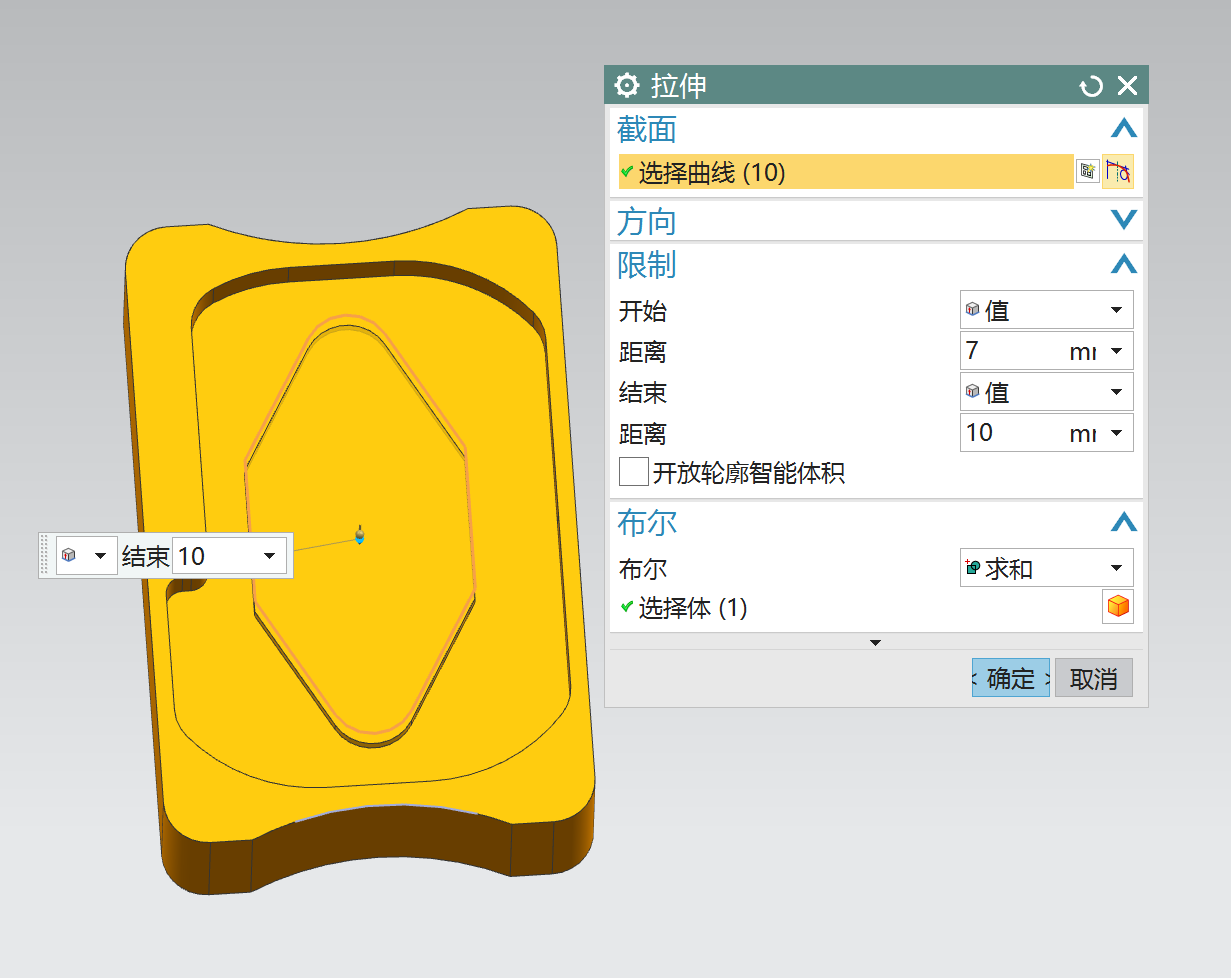 拉伸
截面
选择曲线 (10)
方向
限制
开始 值
距离 7 mm
结束 值
距离 10 mm
开放轮廓智能体积
布尔
布尔 求和
选择体 (1)
< 确定 > 取消
结束 10